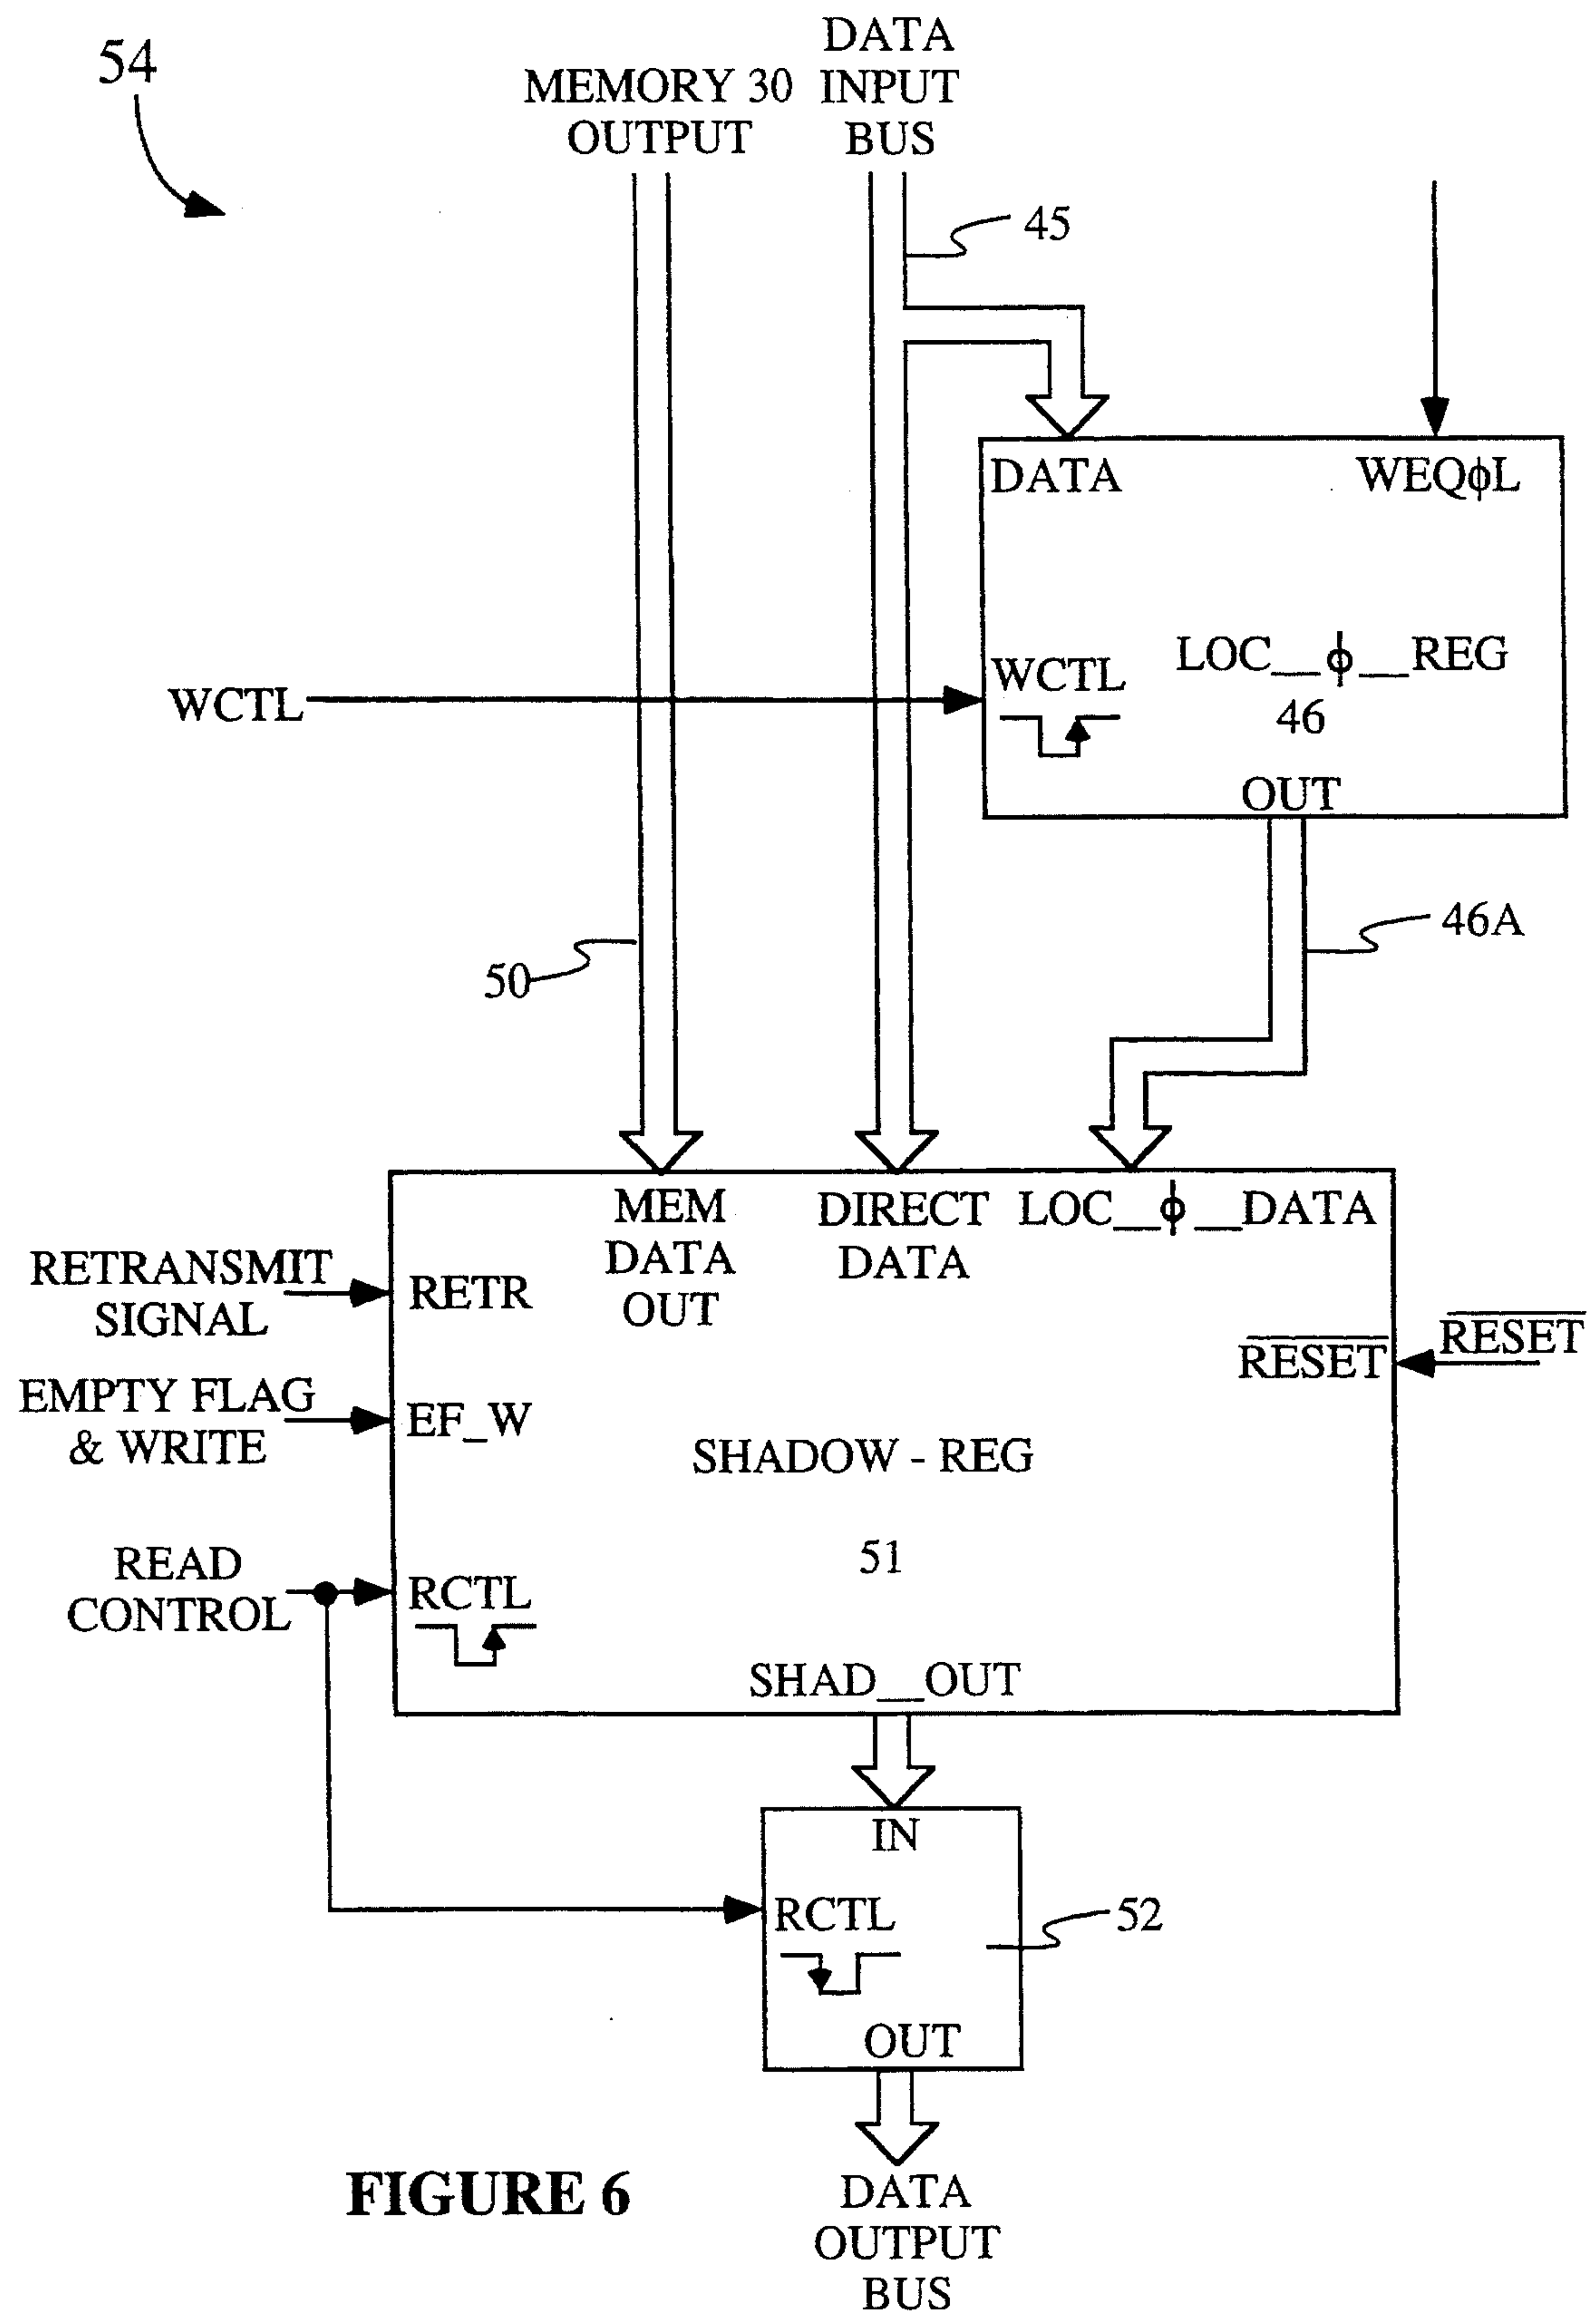 54
MEMORY 30
OUTPUT
DATA
INPUT
BUS
45
DATA
WEQϕL
WCTL
WCTL
LOC__ϕ__REG
46
OUT
46A
50
MEM
DATA
OUT
DIRECT
DATA
LOC__ϕ__DATA
RETRANSMIT
SIGNAL
RETR
RESET
RESET
EMPTY FLAG
& WRITE
EF_W
SHADOW - REG
51
READ
CONTROL
RCTL
SHAD__OUT
IN
RCTL
52
OUT
FIGURE 6
DATA
OUTPUT
BUS